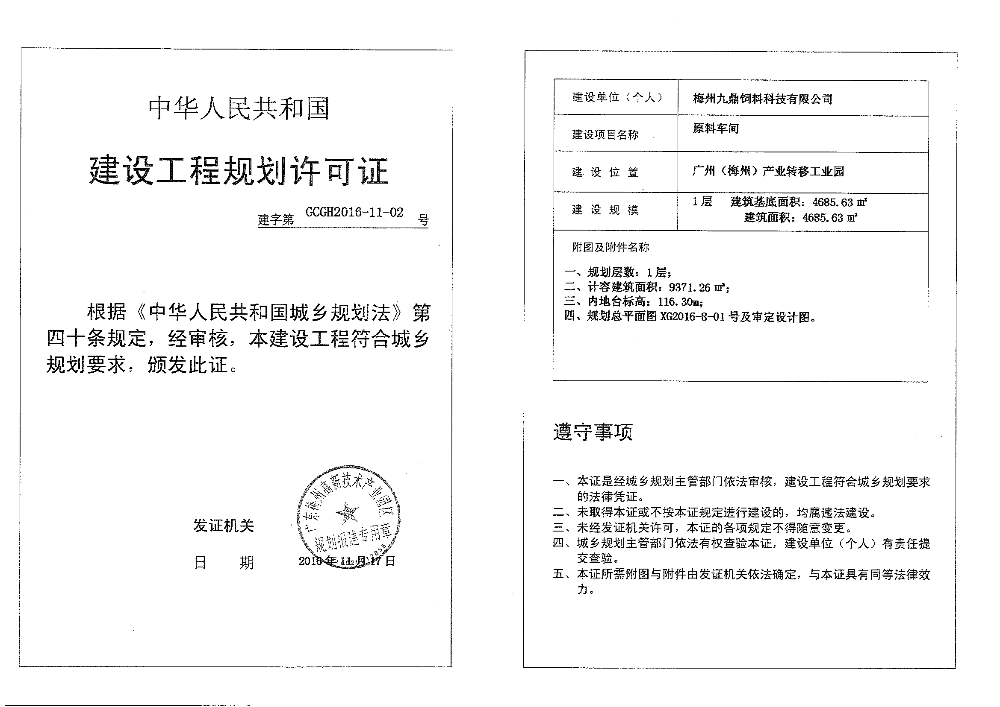 中华人民共和国
建设工程规划许可证
建字第 GCGH2016-11-02 号
根据《中华人民共和国城乡规划法》第
四十条规定，经审核，本建设工程符合城乡
规划要求，颁发此证。
广东梅州高新技术产业园区
规划报建专用章
发证机关
日 期 2016年11月17日
建设单位（个人） 梅州九鼎饲料科技有限公司
建设项目名称 原料车间
建设位置 广州（梅州）产业转移工业园
建设规模 1层 建筑基底面积：4685.63㎡
建筑面积：4685.63㎡
附图及附件名称
一、规划层数：1层；
二、计容建筑面积：9371.26㎡；
三、内地台标高：116.30m；
四、规划总平面图XG2016-8-01号及审定设计图。
遵守事项
一、本证是经城乡规划主管部门依法审核，建设工程符合城乡规划要求
的法律凭证。
二、未取得本证或不按本证规定进行建设的，均属违法建设。
三、未经发证机关许可，本证的各项规定不得随意变更。
四、城乡规划主管部门依法有权查验本证，建设单位（个人）有责任提
交查验。
五、本证所需附图与附件由发证机关依法确定，与本证具有同等法律效
力。